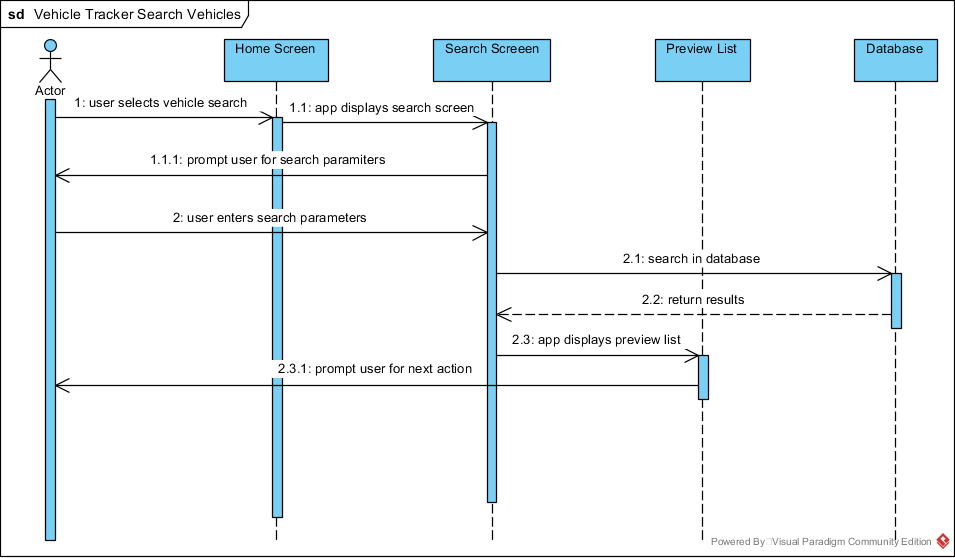 sd Vehicle Tracker Search Vehicles
Home Screen
Search Screeen
Preview List
Database
Actor
1: user selects vehicle search
1.1: app displays search screen
1.1.1: prompt user for search paramiters
2: user enters search parameters
2.1: search in database
2.2: return results
2.3: app displays preview list
2.3.1: prompt user for next action
Powered By Visual Paradigm Community Edition